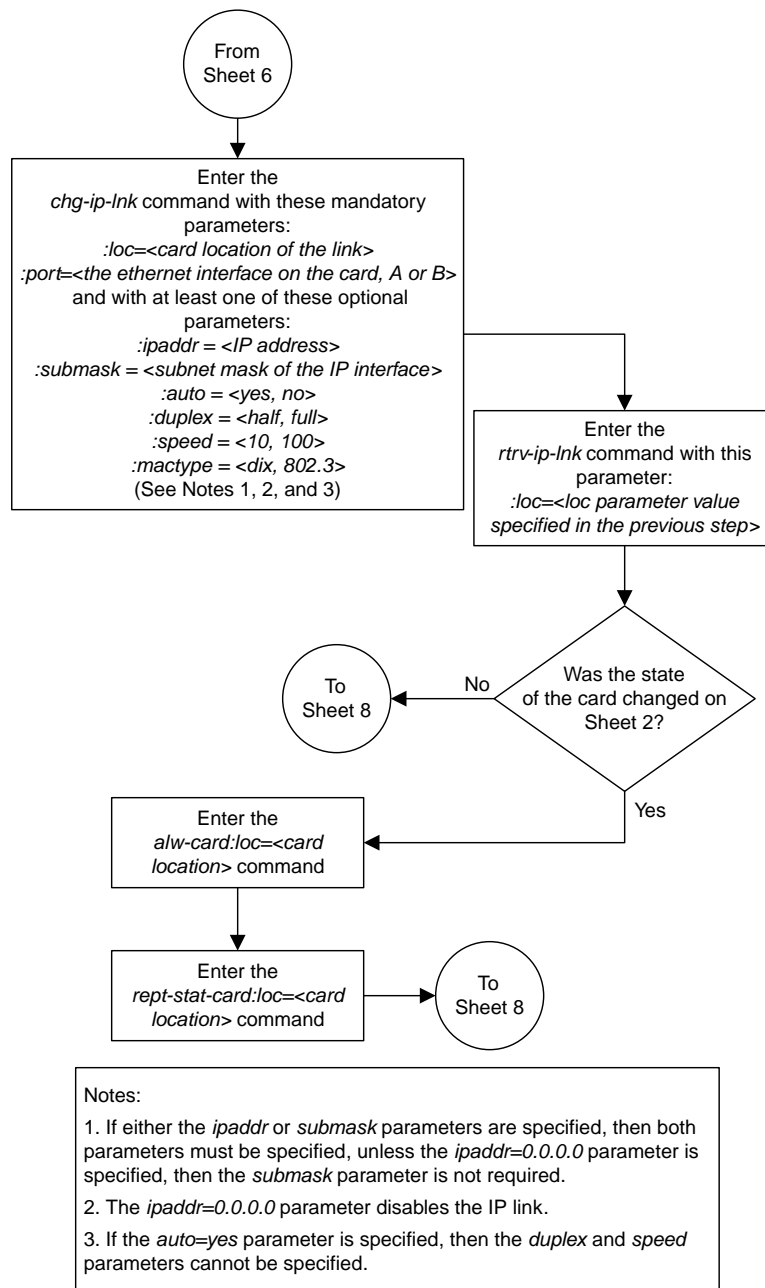 From
Sheet 6
Enter the
chg-ip-lnk command with these mandatory
parameters:
:loc=<card location of the link>
:port=<the ethernet interface on the card, A or B>
and with at least one of these optional
parameters:
:ipaddr = <IP address>
:submask = <subnet mask of the IP interface>
:auto = <yes, no>
:duplex = <half, full>
:speed = <10, 100>
:mactype = <dix, 802.3>
(See Notes 1, 2, and 3)
Enter the
rtrv-ip-lnk command with this
parameter:
:loc=<loc parameter value
specified in the previous step>
Was the state
of the card changed on
Sheet 2?
No
To
Sheet 8
Yes
Enter the
alw-card:loc=<card
location> command
Enter the
rept-stat-card:loc=<card
location> command
To
Sheet 8
Notes:
1. If either the ipaddr or submask parameters are specified, then both
parameters must be specified, unless the ipaddr=0.0.0.0 parameter is
specified, then the submask parameter is not required.
2. The ipaddr=0.0.0.0 parameter disables the IP link.
3. If the auto=yes parameter is specified, then the duplex and speed
parameters cannot be specified.